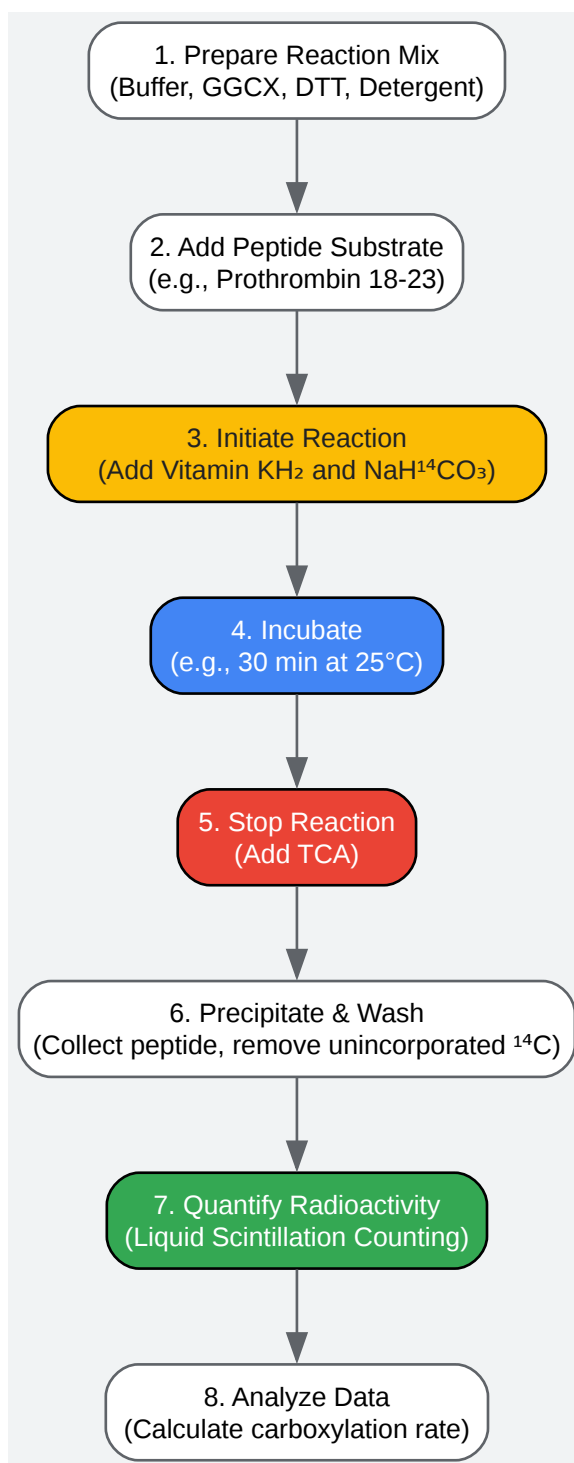 1. Prepare Reaction Mix
(Buffer, GGCX, DTT, Detergent)
2. Add Peptide Substrate
(e.g., Prothrombin 18-23)
3. Initiate Reaction
(Add Vitamin KH₂ and NaH¹⁴CO₃)
4. Incubate
(e.g., 30 min at 25°C)
5. Stop Reaction
(Add TCA)
6. Precipitate & Wash
(Collect peptide, remove unincorporated ¹⁴C)
7. Quantify Radioactivity
(Liquid Scintillation Counting)
8. Analyze Data
(Calculate carboxylation rate)